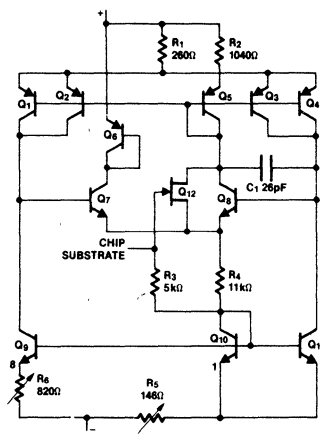 +
R1
260Ω
R2
1040Ω
Q1
Q2
Q5
Q3
Q4
Q6
Q7
Q12
Q8
C1 26pF
CHIP
SUBSTRATE
R3
5kΩ
R4
11kΩ
Q9
Q10
Q1
8
1
R6
820Ω
R5
146Ω
−